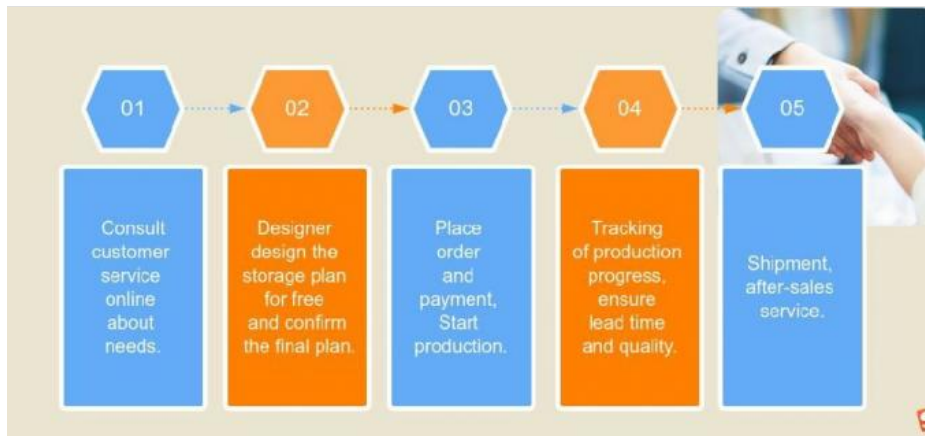 01
02
03
04
05
Consult
customer
service
online
about
needs.
Designer
design the
storage plan
for free
and confirm
the final plan.
Place
order
and
payment,
Start
production.
Tracking
of production
progress,
ensure
lead time
and quality.
Shipment,
after-sales
service.